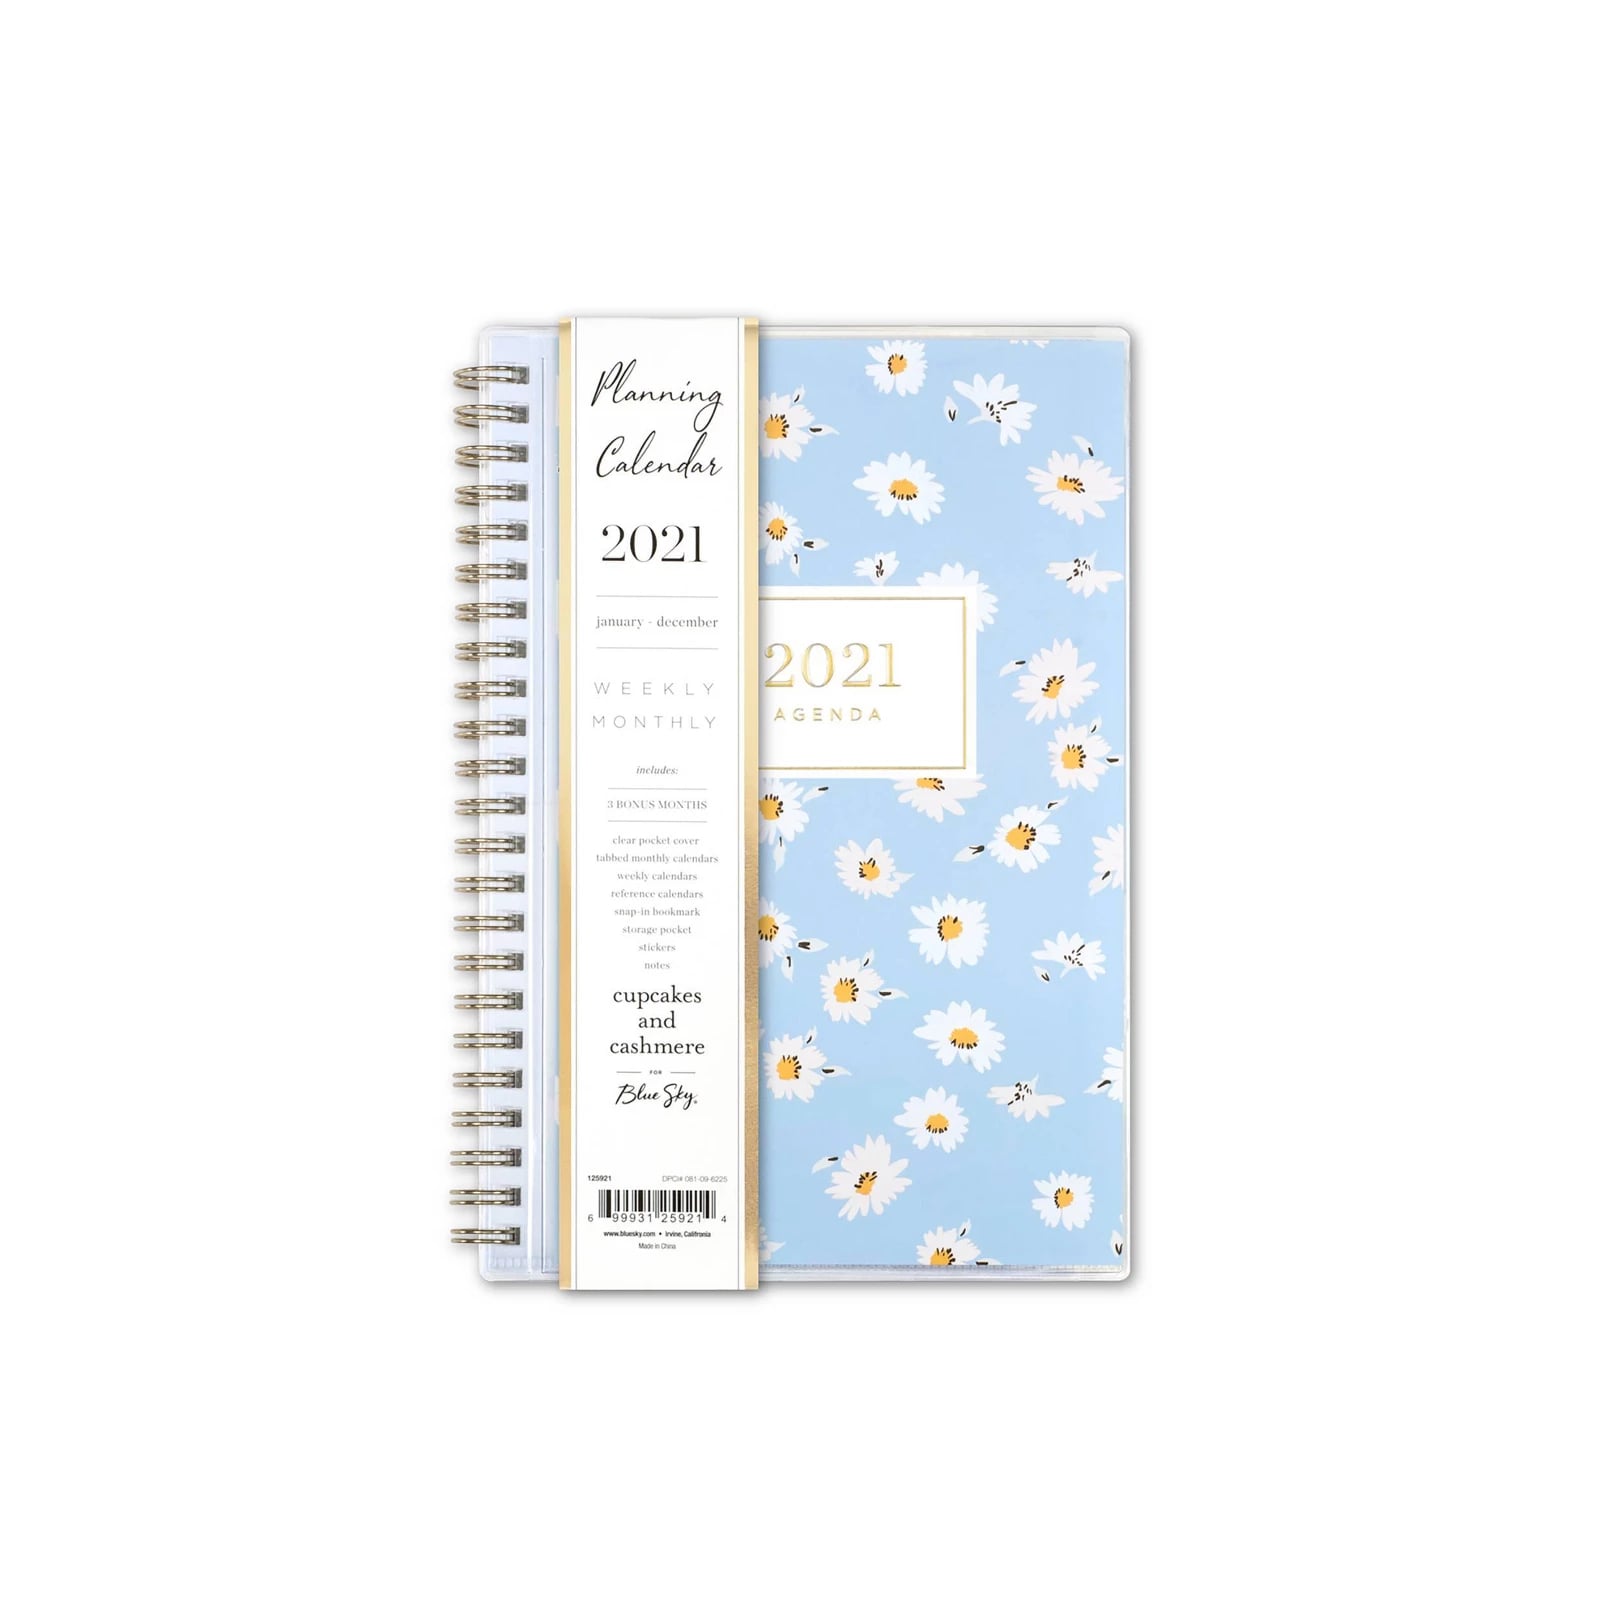 Planning
Calendar
2021
january - december
WEEKLY
MONTHLY
includes:
3 BONUS MONTHS
clear pocket cover
tabbed monthly calendars
weekly calendars
reference calendars
snap-in bookmark
storage pocket
stickers
notes
cupcakes
and
cashmere
FOR
Blue Sky®
125921 DPCI# 081-09-6225
6 99931 25921 4
www.bluesky.com • Irvine, Califronia
Made in China
2021
AGENDA